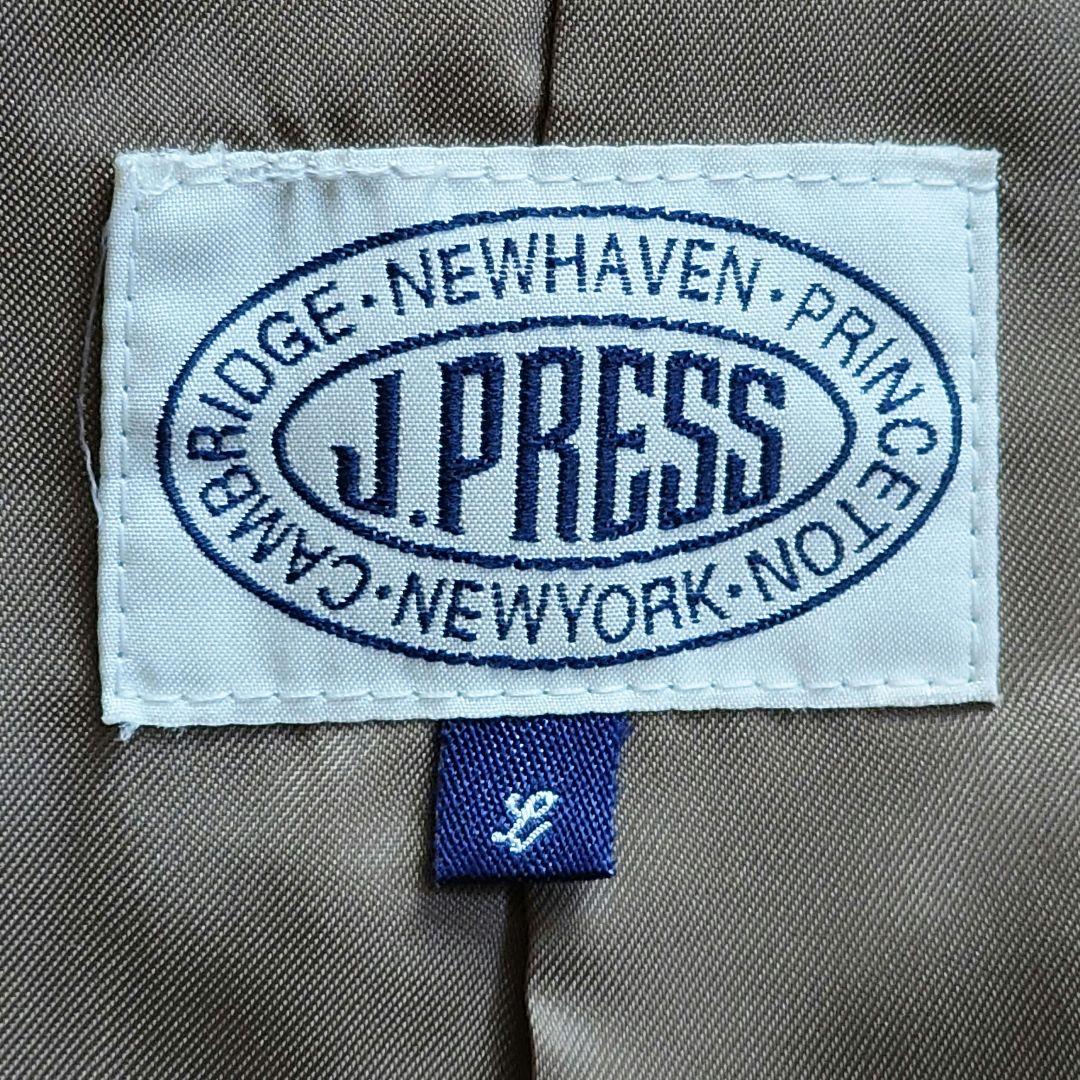 CAMBRIDGE · NEWHAVEN · PRINCETON · NEWYORK ·
J.PRESS
L